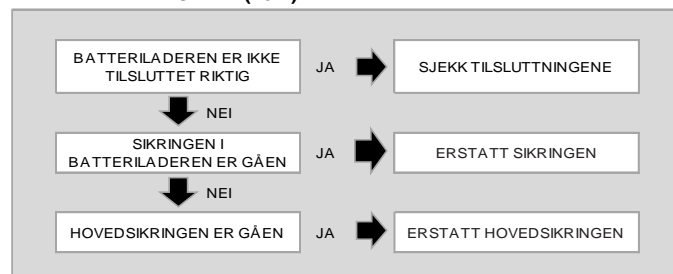 BATTERILADEREN ER IKKE
TILSLUTTET RIKTIG
JA
SJEKK TILSLUTTNINGENE
NEI
SIKRINGEN I
BATTERILADEREN ER GÅEN
JA
ERSTATT SIKRINGEN
NEI
HOVEDSIKRINGEN ER GÅEN
JA
ERSTATT HOVEDSIKRINGEN